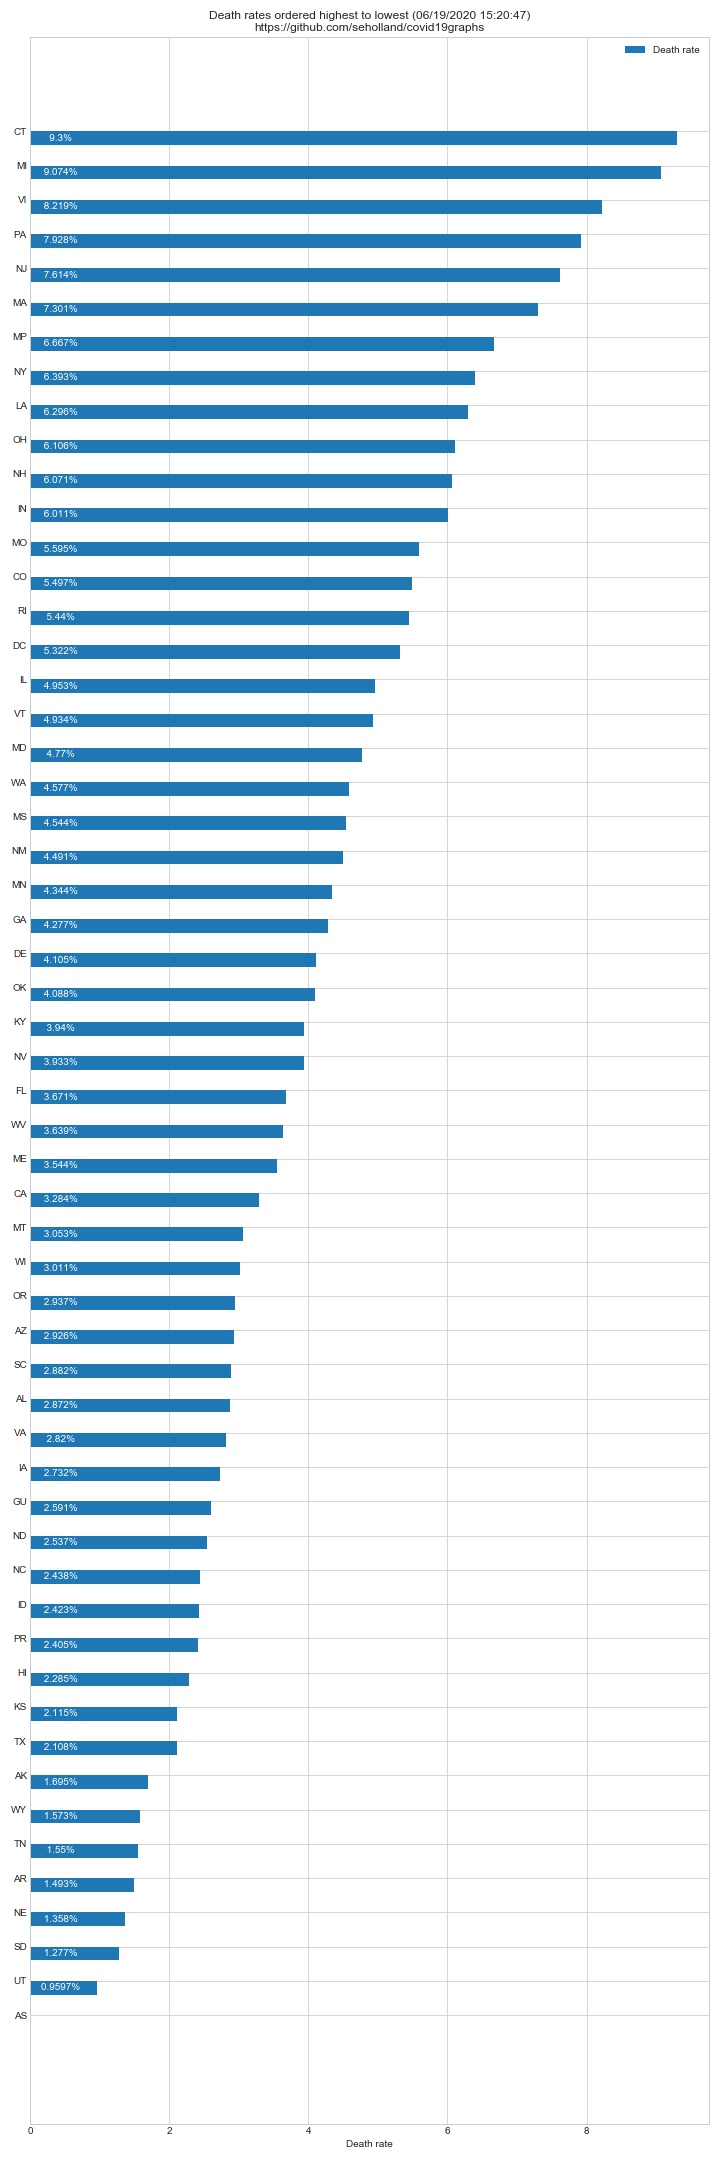 Death rates ordered highest to lowest (06/19/2020 15:20:47)
https://github.com/seholland/covid19graphs
Death rate
CT 9.3%
MI 9.074%
VI 8.219%
PA 7.928%
NJ 7.614%
MA 7.301%
MP 6.667%
NY 6.393%
LA 6.296%
OH 6.106%
NH 6.071%
IN 6.011%
MO 5.595%
CO 5.497%
RI 5.44%
DC 5.322%
IL 4.953%
VT 4.934%
MD 4.77%
WA 4.577%
MS 4.544%
NM 4.491%
MN 4.344%
GA 4.277%
DE 4.105%
OK 4.088%
KY 3.94%
NV 3.933%
FL 3.671%
WV 3.639%
ME 3.544%
CA 3.284%
MT 3.053%
WI 3.011%
OR 2.937%
AZ 2.926%
SC 2.882%
AL 2.872%
VA 2.82%
IA 2.732%
GU 2.591%
ND 2.537%
NC 2.438%
ID 2.423%
PR 2.405%
HI 2.285%
KS 2.115%
TX 2.108%
AK 1.695%
WY 1.573%
TN 1.55%
AR 1.493%
NE 1.358%
SD 1.277%
UT 0.9597%
AS
0 2 4 6 8
Death rate